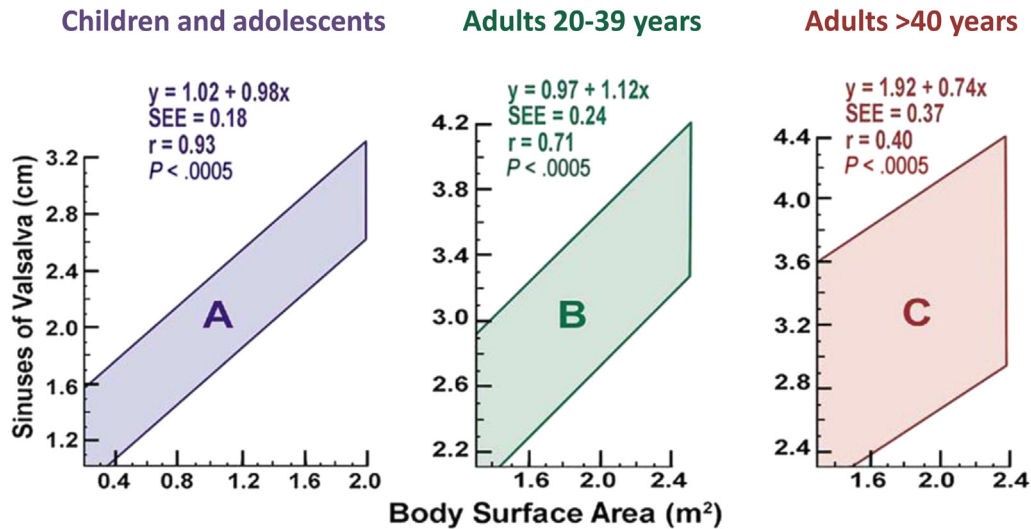 Children and adolescents
Adults 20-39 years
Adults >40 years
y = 1.02 + 0.98x
SEE = 0.18
r = 0.93
P < .0005
y = 0.97 + 1.12x
SEE = 0.24
r = 0.71
P < .0005
y = 1.92 + 0.74x
SEE = 0.37
r = 0.40
P < .0005
Sinuses of Valsalva (cm)
3.2
2.8
2.4
2.0
1.6
1.2
A
0.4 0.8 1.2 1.6 2.0
4.2
3.8
3.4
3.0
2.6
2.2
B
1.6 2.0 2.4
4.4
4.0
3.6
3.2
2.8
2.4
C
1.6 2.0 2.4
Body Surface Area (m²)